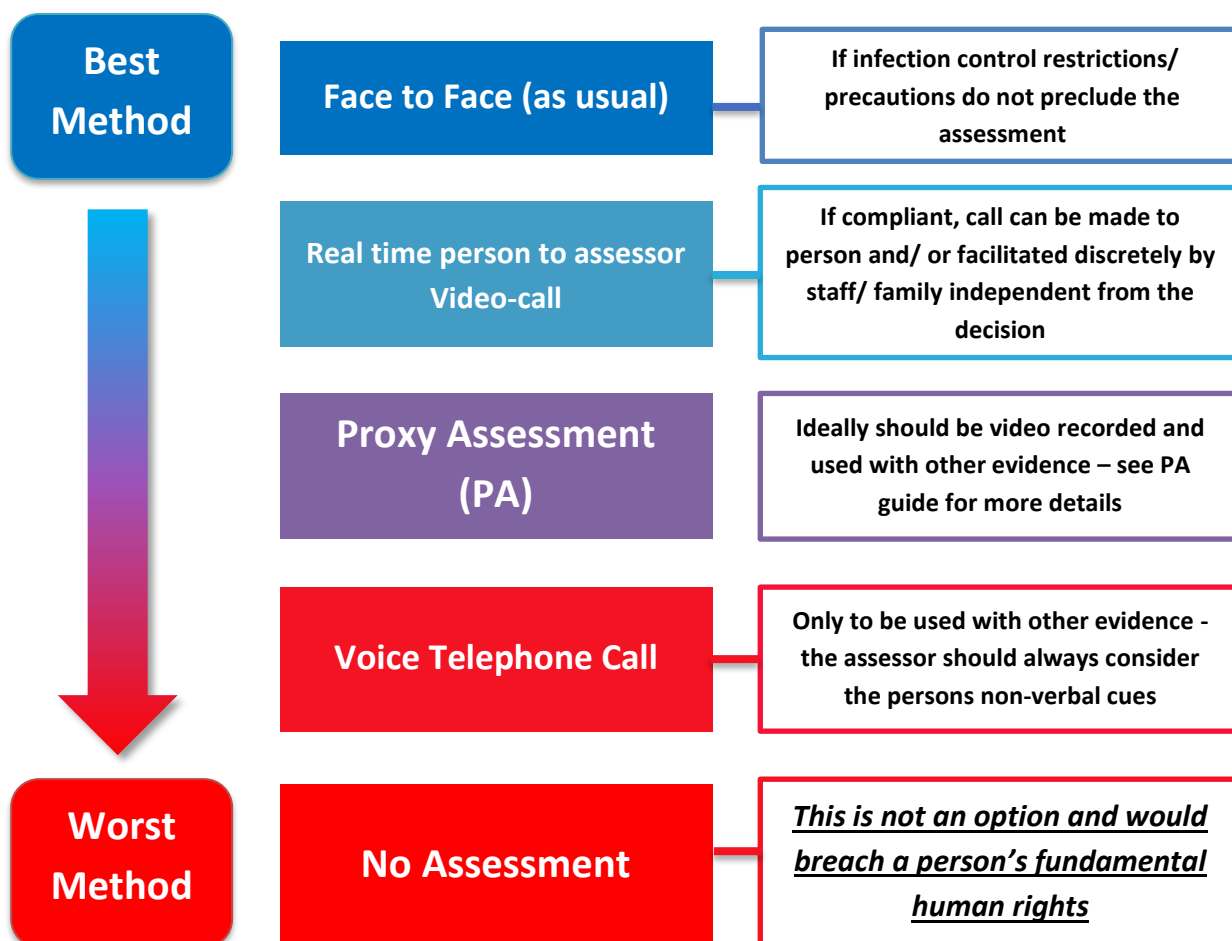 Best
Method
Face to Face (as usual)
If infection control restrictions/
precautions do not preclude the
assessment
Real time person to assessor
Video-call
If compliant, call can be made to
person and/ or facilitated discretely by
staff/ family independent from the
decision
Proxy Assessment
(PA)
Ideally should be video recorded and
used with other evidence – see PA
guide for more details
Voice Telephone Call
Only to be used with other evidence -
the assessor should always consider
the persons non-verbal cues
Worst
Method
No Assessment
This is not an option and would
breach a person’s fundamental
human rights